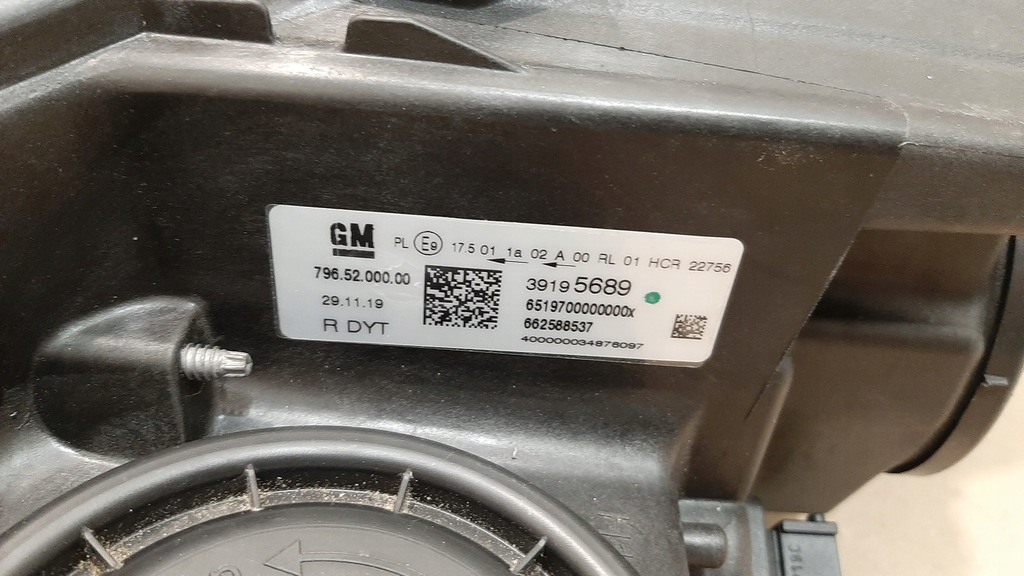 GM
PL E9 17.5 01 1a 02 A 00 RL 01 HCR 22756
796.52.000.00
29.11.19
R DYT
39195689
6519700000000x
662588537
400000034878097